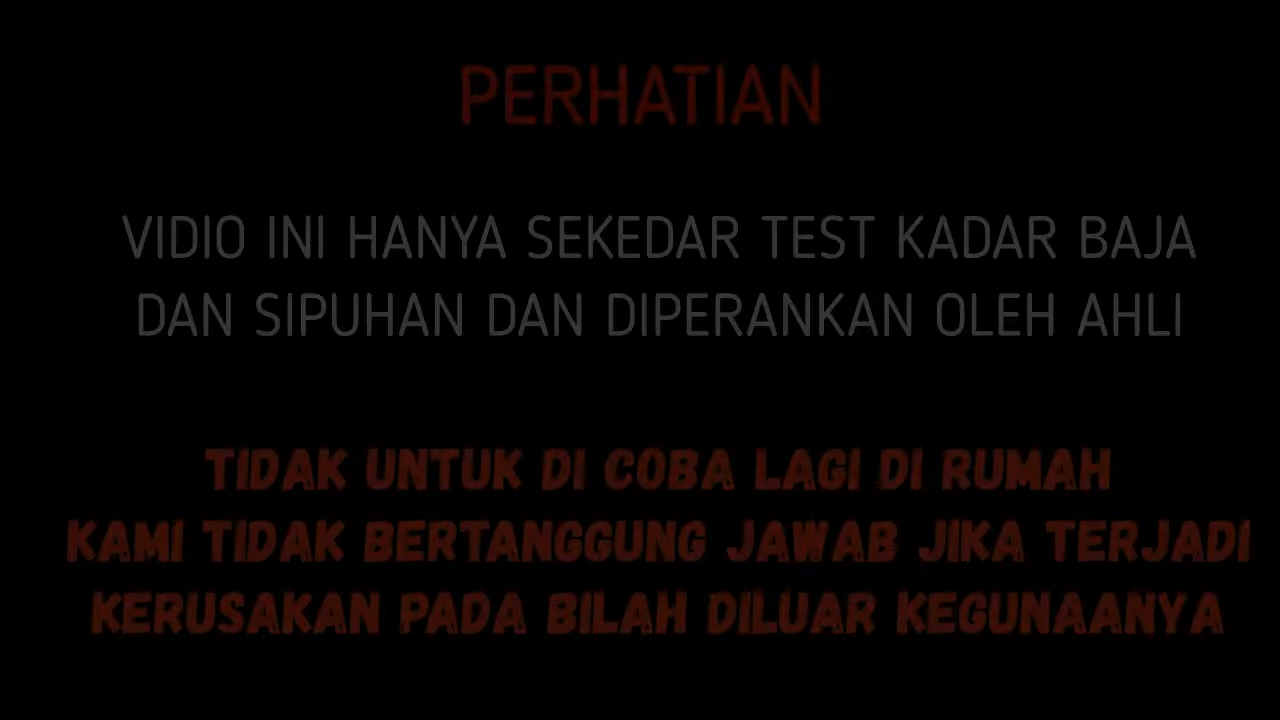 PERHATIAN
VIDIO INI HANYA SEKEDAR TEST KADAR BAJA
DAN SIPUHAN DAN DIPERANKAN OLEH AHLI
TIDAK UNTUK DI COBA LAGI DI RUMAH
KAMI TIDAK BERTANGGUNG JAWAB JIKA TERJADI
KERUSAKAN PADA BILAH DILUAR KEGUNAANYA